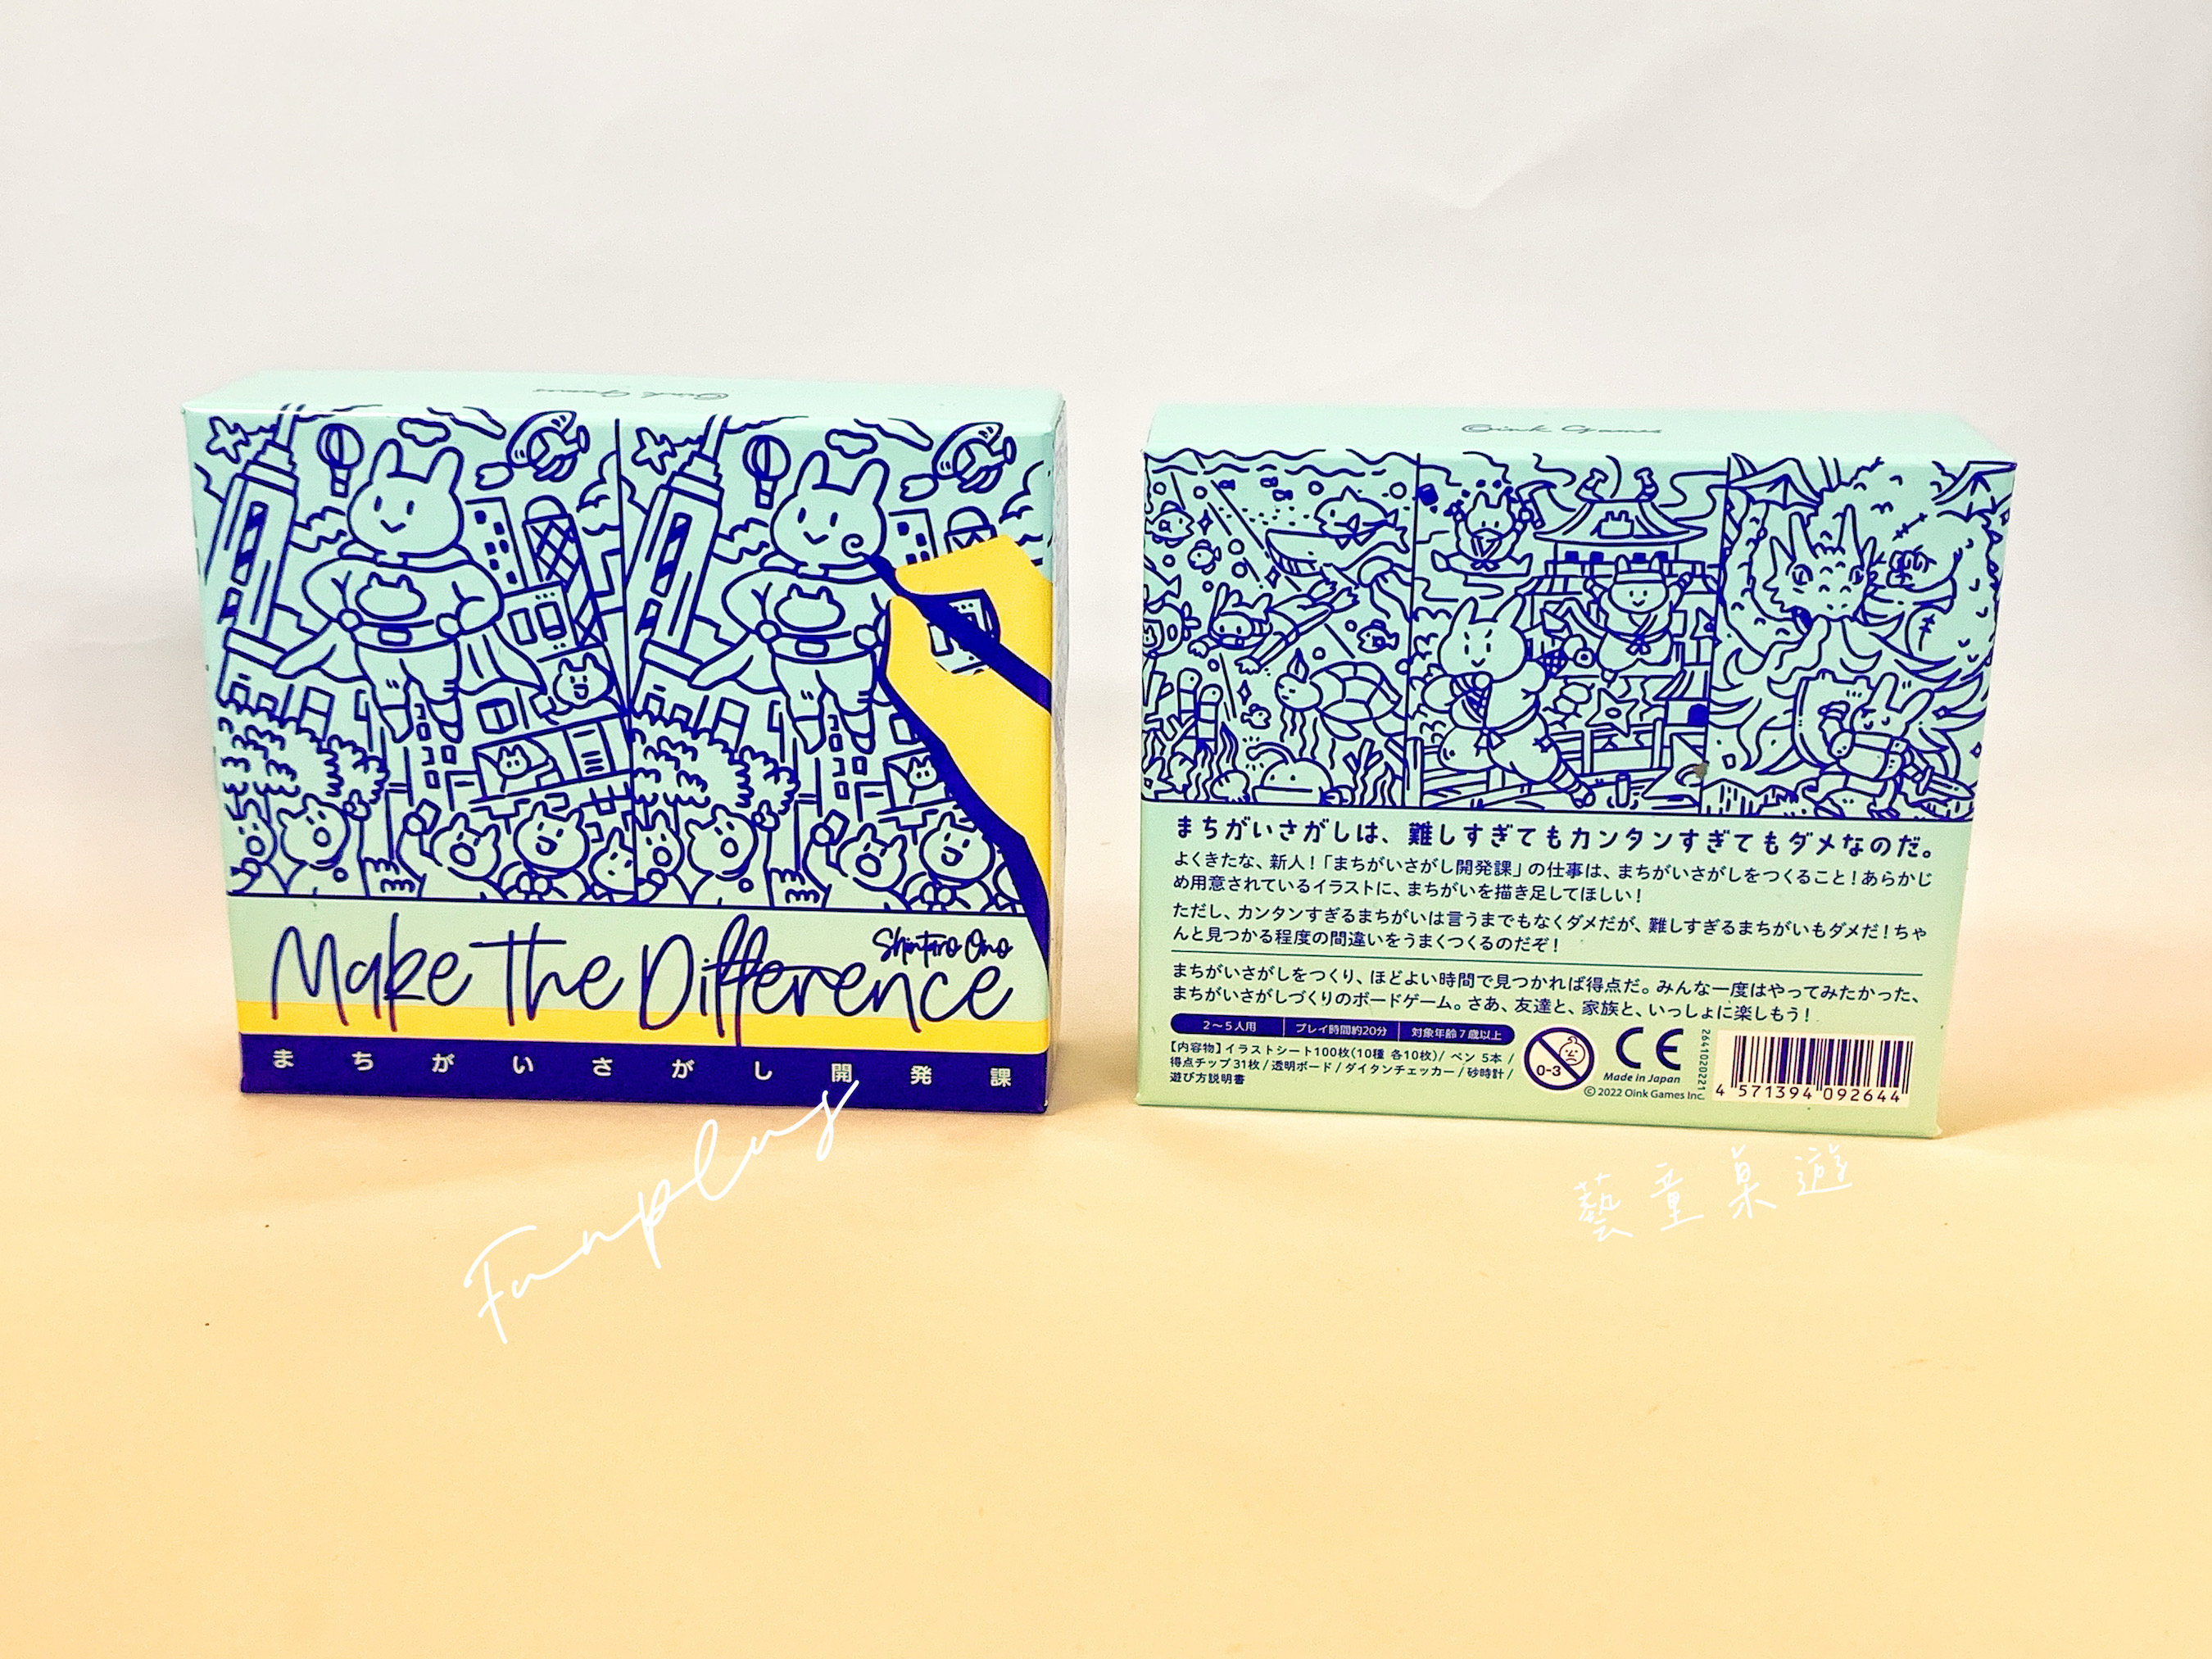 Oink Games
Shintaro Ono
Make the Difference
まちがいさがし開発課
Funplus
Oink Games
まちがいさがしは、難しすぎてもカンタンすぎてもダメなのだ。
よくきたな、新人！「まちがいさがし開発課」の仕事は、まちがいさがしをつくること！あらかじ
め用意されているイラストに、まちがいを描き足してほしい！
ただし、カンタンすぎるまちがいは言うまでもなくダメだが、難しすぎるまちがいもダメだ！ちゃ
んと見つかる程度の間違いをうまくつくるのだぞ！
まちがいさがしをつくり、ほどよい時間で見つかれば得点だ。みんな一度はやってみたかった、
まちがいさがしづくりのボードゲーム。さあ、友達と、家族と、いっしょに楽しもう！
2〜5人用 プレイ時間約20分 対象年齢7歳以上
【内容物】イラストシート100枚（10種 各10枚）/ ペン 5本 /
得点チップ31枚 / 透明ボード / ダイタンチェッカー / 砂時計 /
遊び方説明書
0-3
CE
Made in Japan
© 2022 Oink Games Inc.
2641020221
4 571394 092644
藝童桌遊